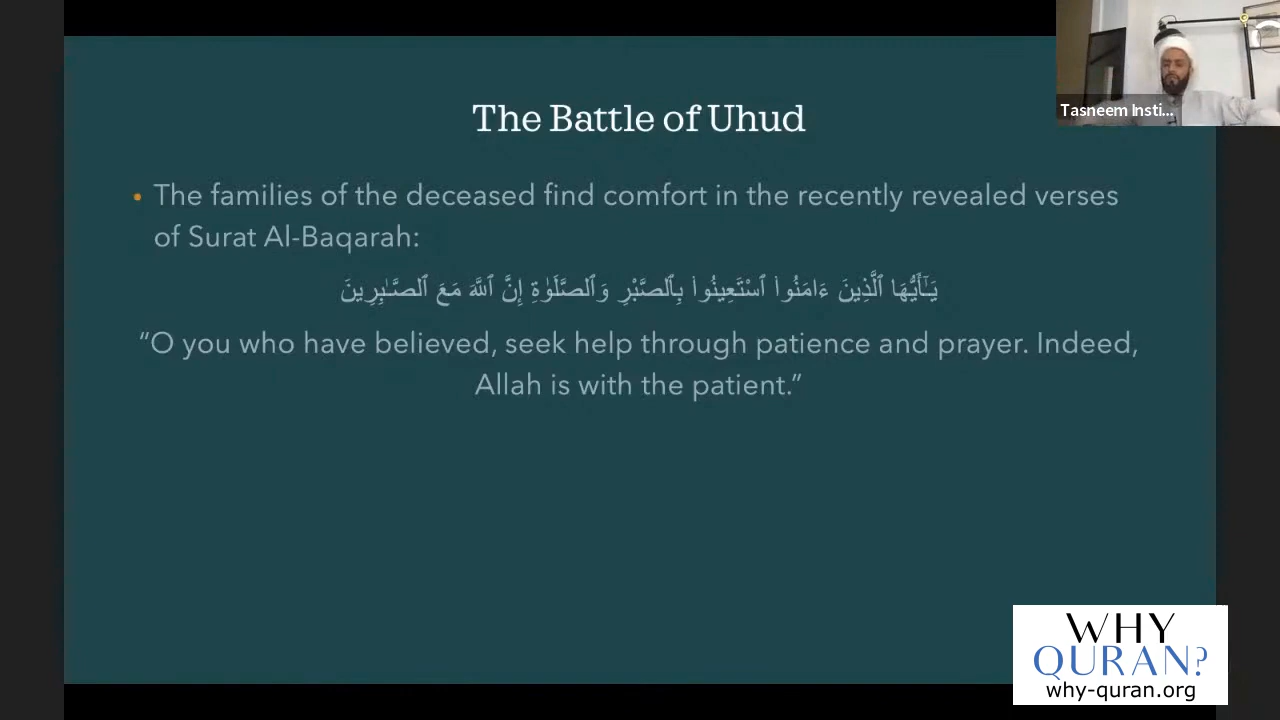 The Battle of Uhud
Tasneem Insti...
• The families of the deceased find comfort in the recently revealed verses
of Surat Al-Baqarah:
يَـٰٓأَيُّهَا ٱلَّذِينَ ءَامَنُوا۟ ٱسْتَعِينُوا۟ بِٱلصَّبْرِ وَٱلصَّلَوٰةِ إِنَّ ٱللَّهَ مَعَ ٱلصَّـٰبِرِينَ
“O you who have believed, seek help through patience and prayer. Indeed,
Allah is with the patient.”
WHY
QURAN?
why-quran.org